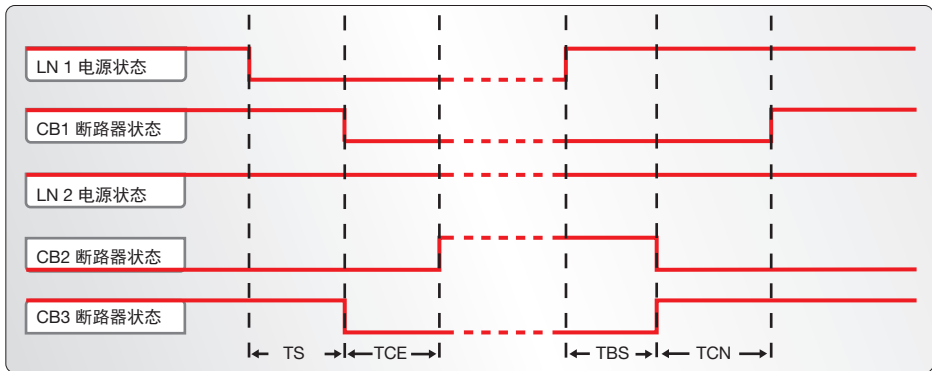 LN 1 电源状态
CB1 断路器状态
LN 2 电源状态
CB2 断路器状态
CB3 断路器状态
TS TCE TBS TCN